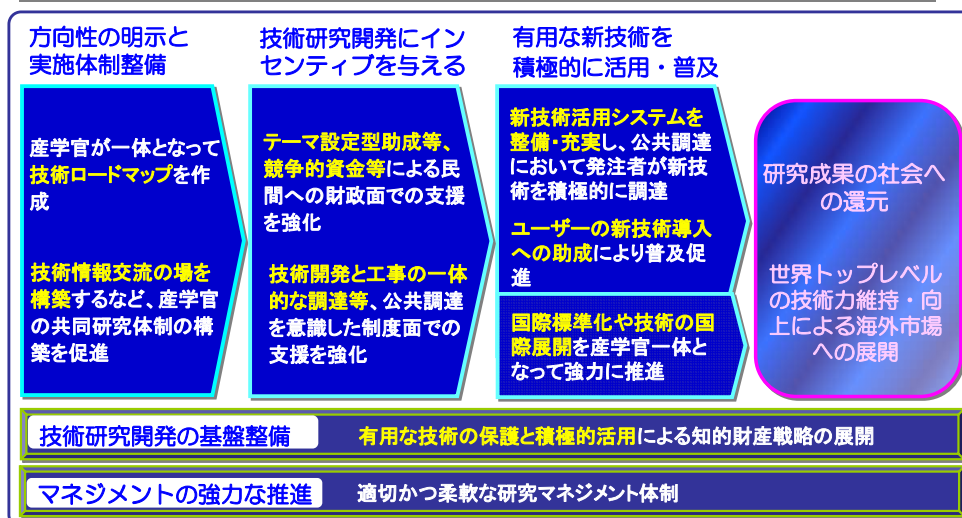 方向性の明示と
実施体制整備
産学官が一体となって
技術ロードマップを作
成
技術情報交流の場を
構築するなど、産学官
の共同研究体制の構
築を促進
技術研究開発にイン
センティブを与える
テーマ設定型助成等、
競争的資金等による民
間への財政面での支援
を強化
技術開発と工事の一体
的な調達等、公共調達
を意識した制度面での
支援を強化
有用な新技術を
積極的に活用・普及
新技術活用システムを
整備・充実し、公共調達
において発注者が新技
術を積極的に調達
ユーザーの新技術導入
への助成により普及促
進
国際標準化や技術の国
際展開を産学官一体と
なって強力に推進
研究成果の社会へ
の還元
世界トップレベル
の技術力維持・向
上による海外市場
への展開
技術研究開発の基盤整備
有用な技術の保護と積極的活用による知的財産戦略の展開
マネジメントの強力な推進
適切かつ柔軟な研究マネジメント体制